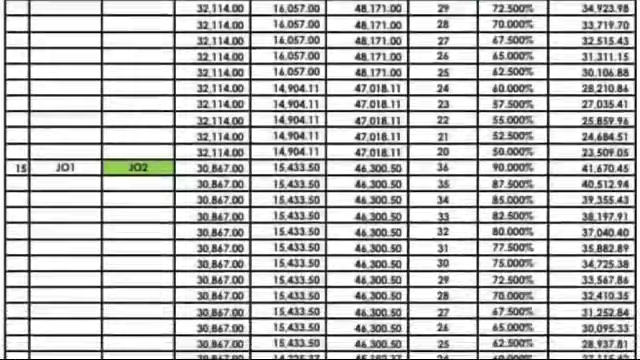 32,114.00 16,057.00 48,171.00 29 72.500% 34,923.98
32,114.00 16,057.00 48,171.00 28 70.000% 33,719.70
32,114.00 16,057.00 48,171.00 27 67.500% 32,515.43
32,114.00 16,057.00 48,171.00 26 65.000% 31,311.15
32,114.00 16,057.00 48,171.00 25 62.500% 30,106.88
32,114.00 14,904.11 47,018.11 24 60.000% 28,210.86
32,114.00 14,904.11 47,018.11 23 57.500% 27,035.41
32,114.00 14,904.11 47,018.11 22 55.000% 25,859.96
32,114.00 14,904.11 47,018.11 21 52.500% 24,684.51
32,114.00 14,904.11 47,018.11 20 50.000% 23,509.05
15 JO1 JO2 30,867.00 15,433.50 46,300.50 36 90.000% 41,670.45
30,867.00 15,433.50 46,300.50 35 87.500% 40,512.94
30,867.00 15,433.50 46,300.50 34 85.000% 39,355.43
30,867.00 15,433.50 46,300.50 33 82.500% 38,197.91
30,867.00 15,433.50 46,300.50 32 80.000% 37,040.40
30,867.00 15,433.50 46,300.50 31 77.500% 35,882.89
30,867.00 15,433.50 46,300.50 30 75.000% 34,725.38
30,867.00 15,433.50 46,300.50 29 72.500% 33,567.86
30,867.00 15,433.50 46,300.50 28 70.000% 32,410.35
30,867.00 15,433.50 46,300.50 27 67.500% 31,252.84
30,867.00 15,433.50 46,300.50 26 65.000% 30,095.33
30,867.00 15,433.50 46,300.50 25 62.500% 28,937.81